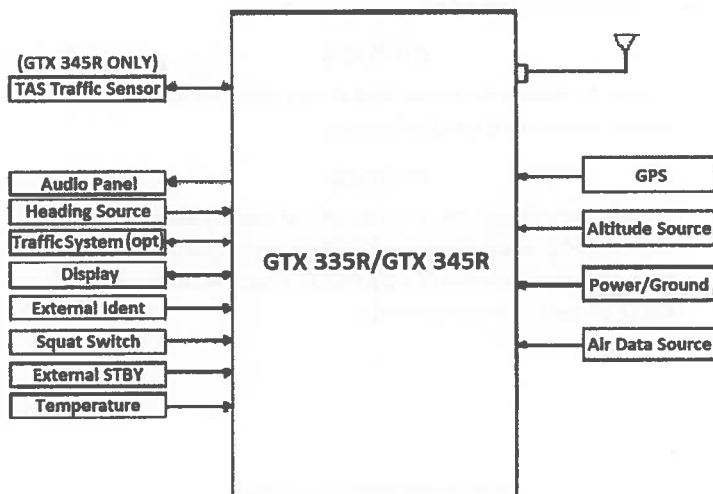 (GTX 345R ONLY)
TAS Traffic Sensor
Audio Panel
Heading Source
Traffic System (opt)
Display
External Ident
Squat Switch
External STBY
Temperature
GTX 335R/GTX 345R
GPS
Altitude Source
Power/Ground
Air Data Source